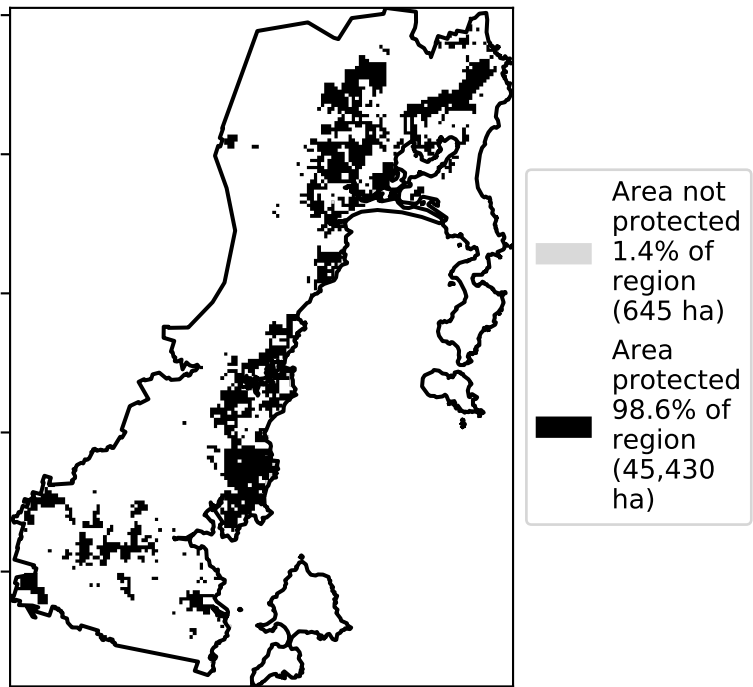 Area not
protected
1.4% of
region
(645 ha)
Area
protected
98.6% of
region
(45,430
ha)